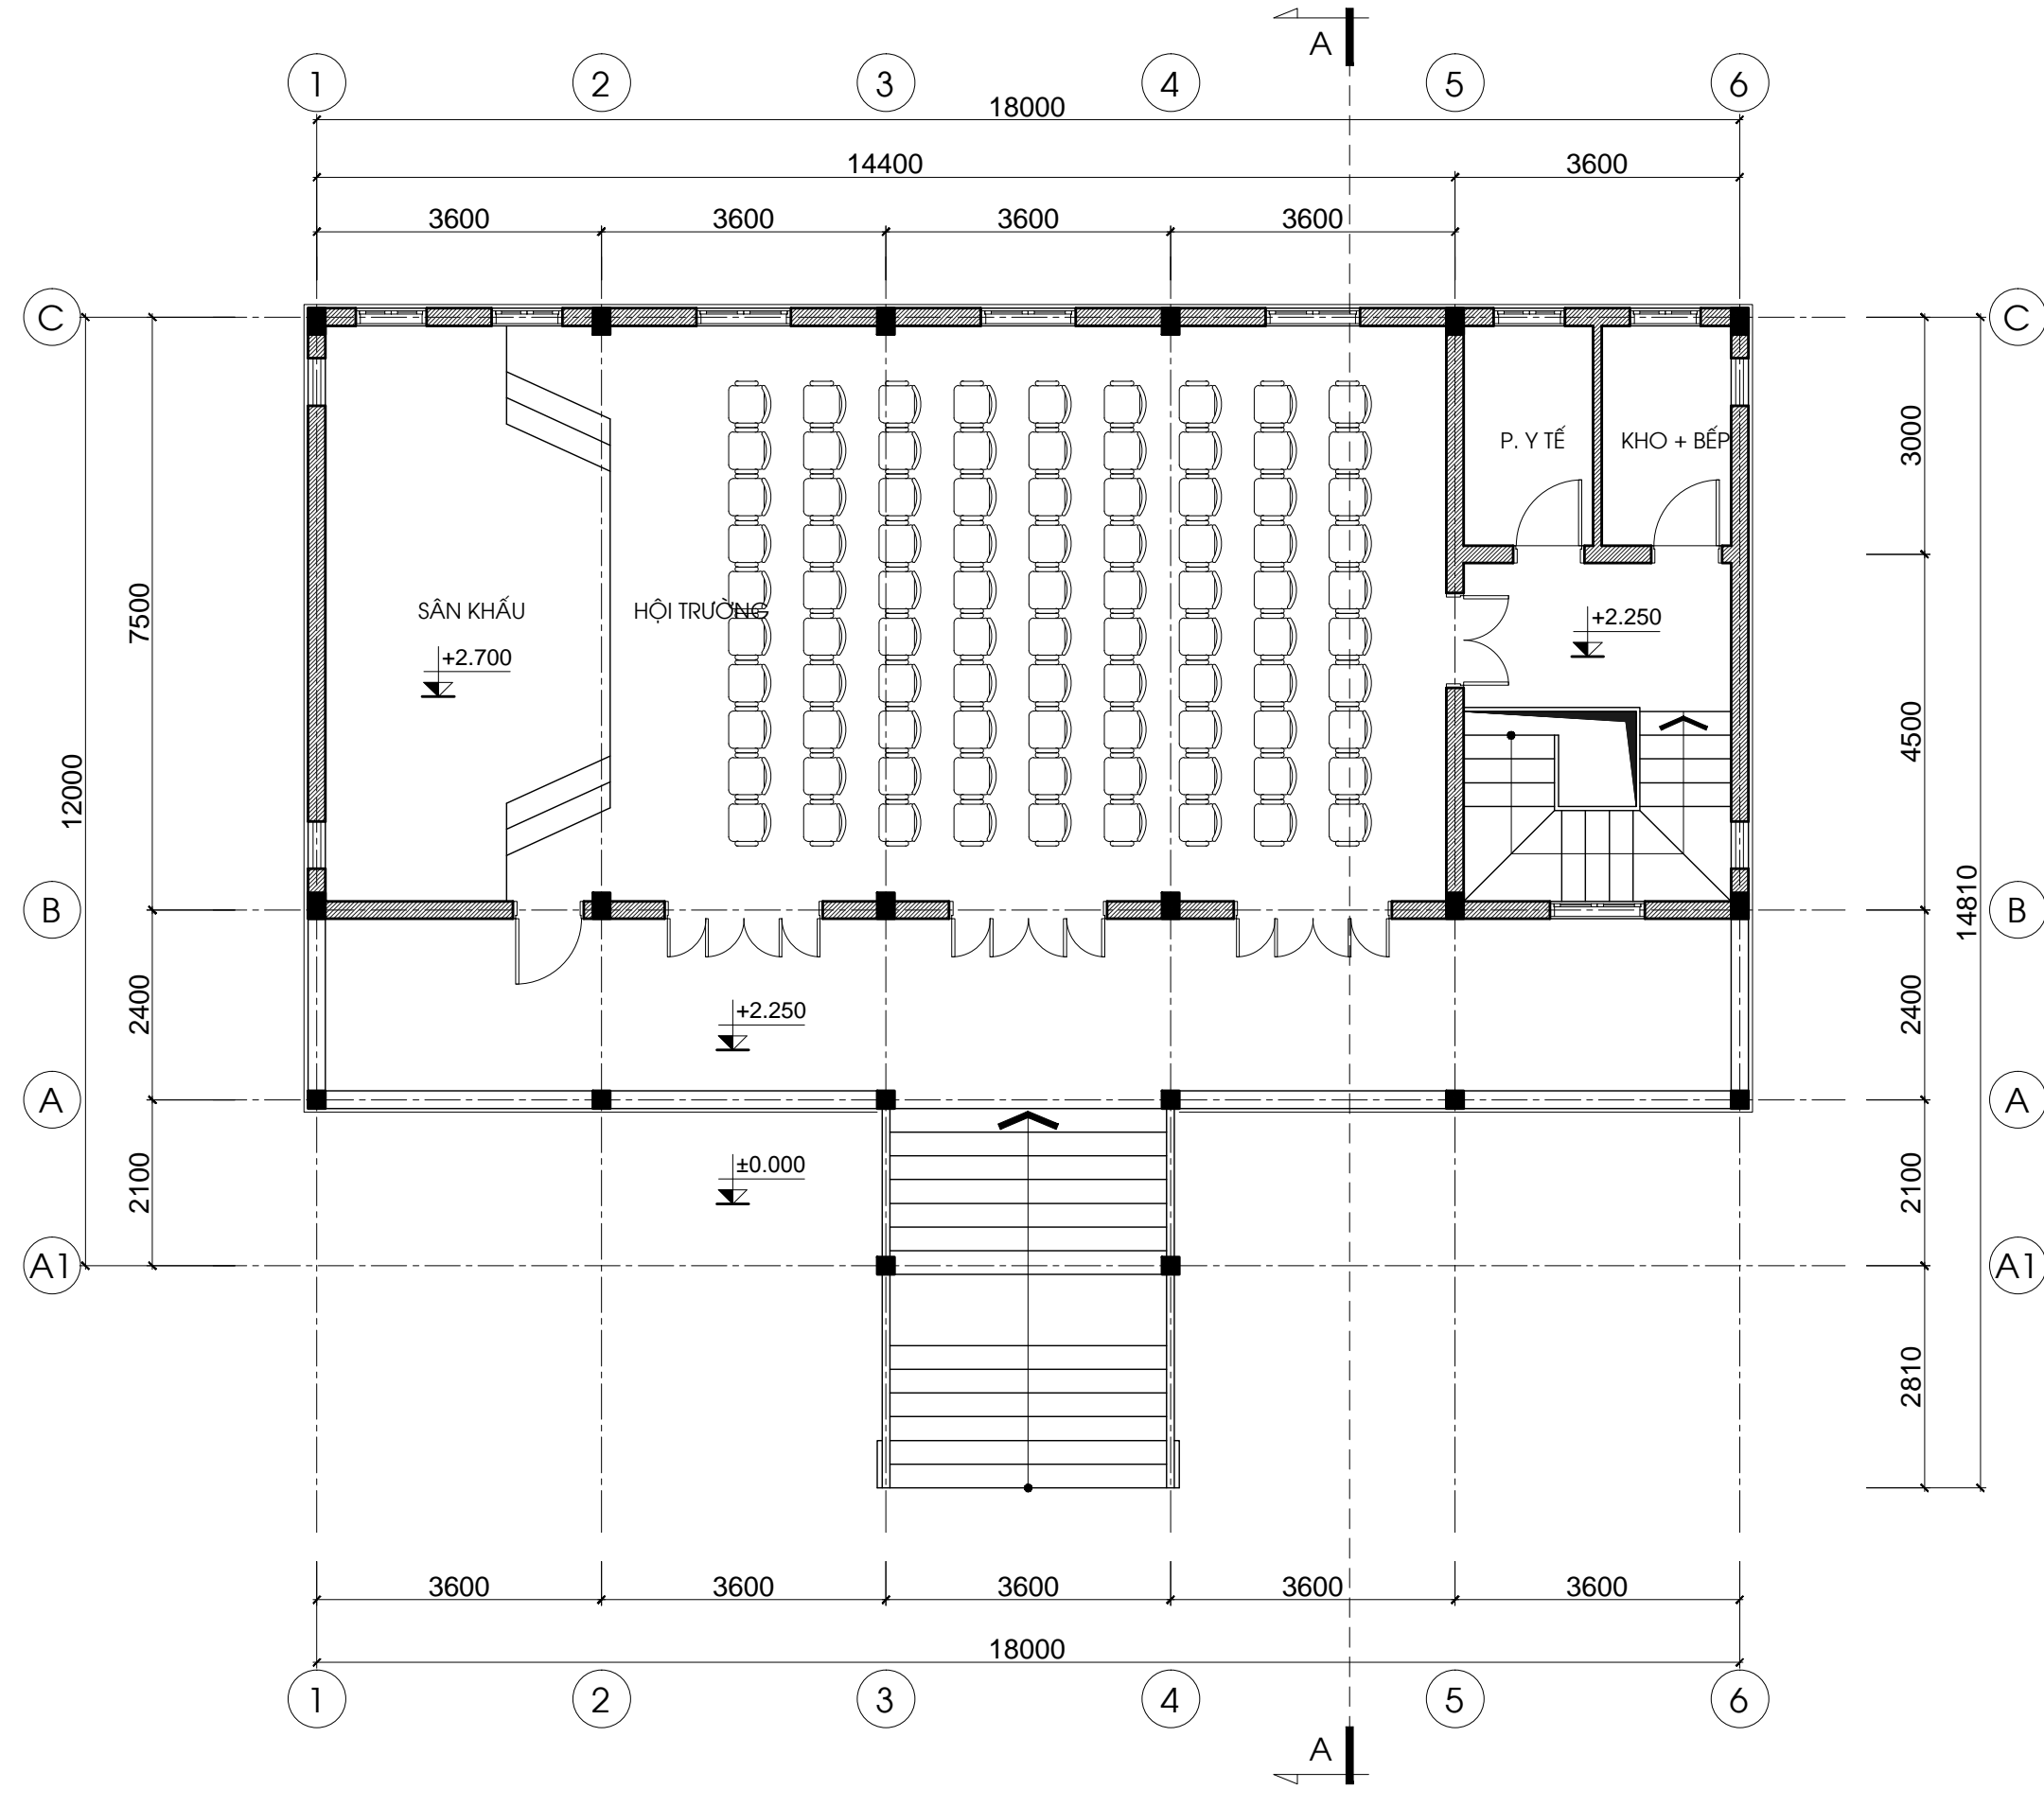 A
1 2 3 4 5 6
18000
14400 3600
3600 3600 3600 3600
C C
P. Y TẾ KHO + BẾP
3000
7500
SÂN KHẤU HỘI TRƯỜNG
+2.250
+2.700
4500
12000
B B
14810
2400 2400
+2.250
A A
2100 2100
±0.000
A1 A1
2810
3600 3600 3600 3600 3600
18000
1 2 3 4 5 6
A